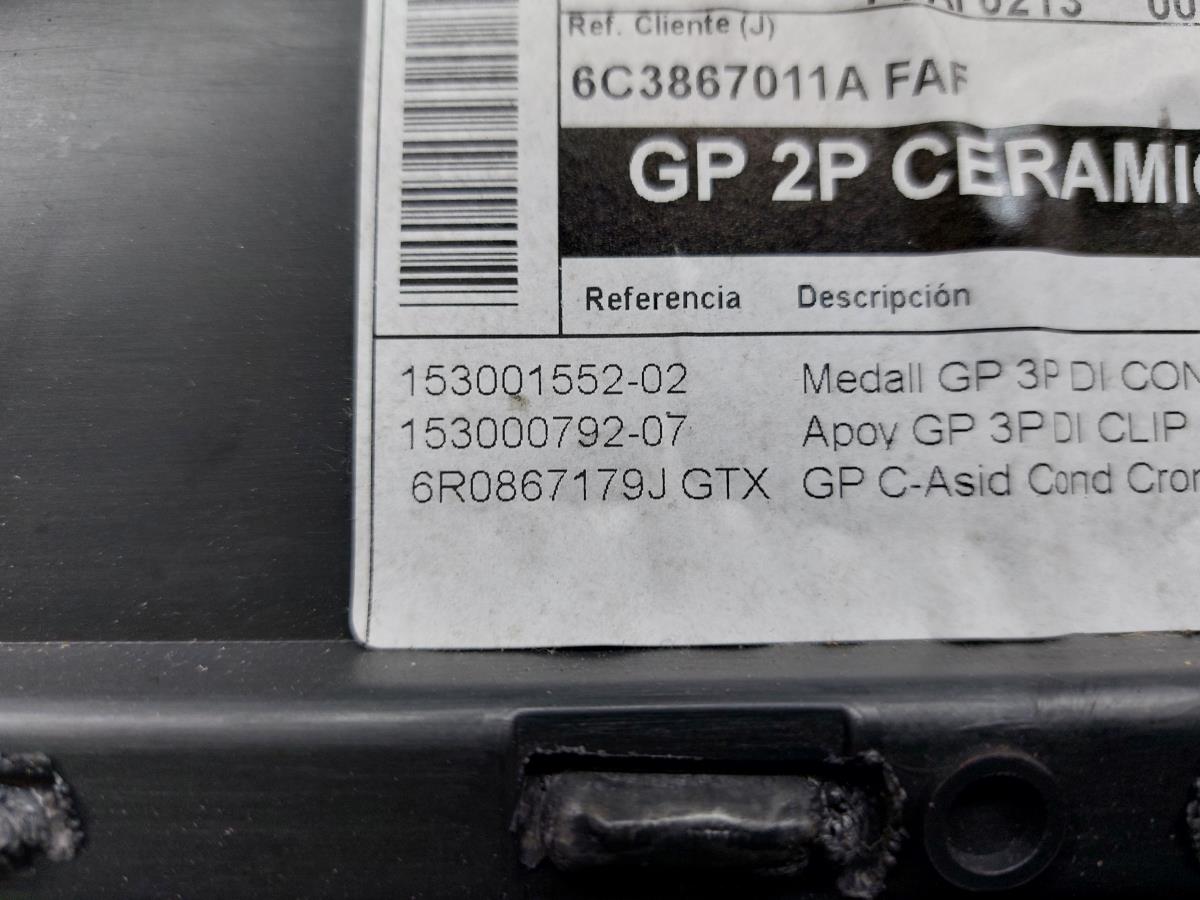 Ref. Cliente (J)
6C3867011A FAF
GP 2P CERAMIC
Referencia Descripción
153001552-02 Medall GP 3P DI CON
153000792-07 Apoy GP 3P DI CLIP
6R0867179J GTX GP C-Asid Cond Cron